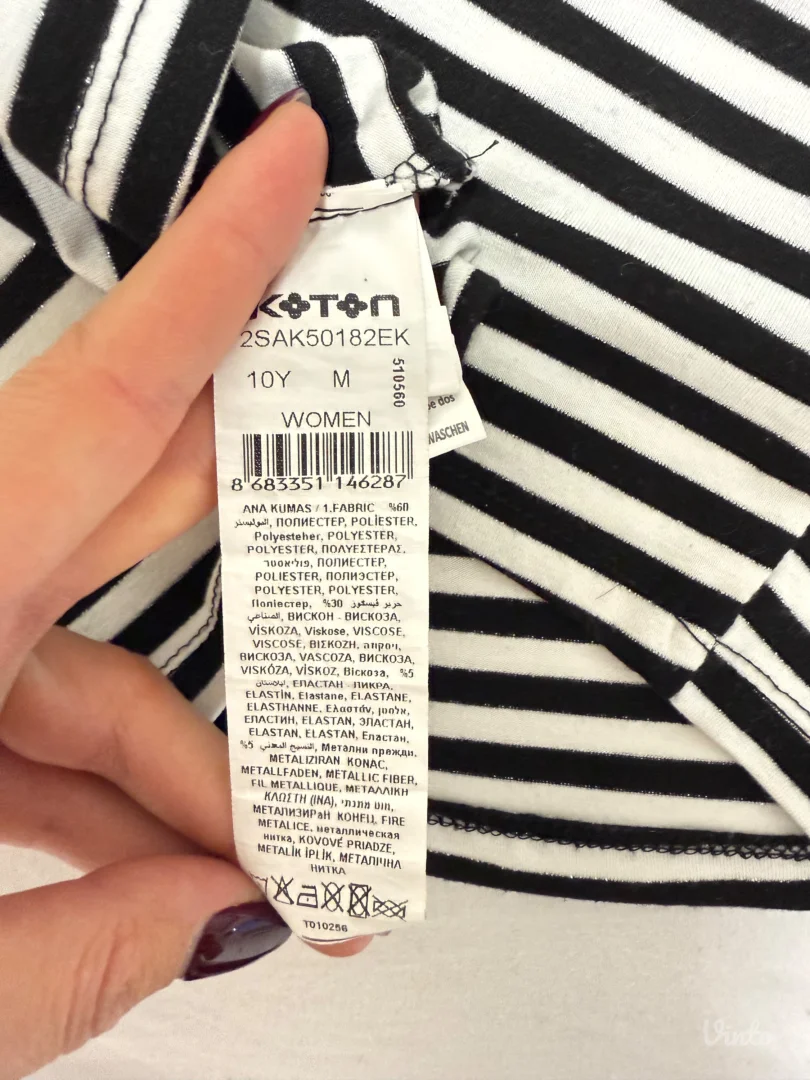 KOTON
2SAK50182EK
10Y M
510560
WOMEN
8 683351 146287
ANA KUMAS / 1.FABRIC %60
البوليستر, ПОЛИЕСТЕР, POLİESTER,
Polyesteher, POLYESTER,
POLYESTER, ΠΟΛΥΕΣΤΕΡΑΣ,
פוליאסטר, ПОЛИЕСТЕР,
POLIESTER, ПОЛИЭСТЕР,
POLYESTER, POLYESTER,
Поліестер, %30 حرير فيسكوز
الصناعي, ВИСКОН - ВИСКОЗА,
VİSKOZA, Viskose, VISCOSE,
VISCOSE, ΒΙΣΚΟΖΗ,
ВИСКОЗА, VASCOZA, ВИСКОЗА,
VISKÓZA, VİSKOZ, Віскоза, %5
ЕЛАСТАН - ЛИКРА,
ELASTİN, Elastane, ELASTANE,
ELASTHANNE, Ελαστάν, אלסטן,
ЕЛАСТИН, ELASTAN, ЭЛАСТАН,
ELASTAN, ELASTAN, Еластан,
%5 النسيج المعدني, Метални прежди,
METALIZIRAN KONAC,
METALLFADEN, METALLIC FIBER,
FIL METALLIQUE, ΜΕΤΑΛΛΙΚΗ
ΚΛΩΣΤΗ (ΙΝΑ), חוט מתכתי,
МЕТАЛИЗИРаН КОНЕЦ, FIRE
METALICE, металлическая
нитка, KOVOVÉ PRIADZE,
METALİK İPLİK, МЕТАЛІЧНА
НИТКА
T010256
e dos
WASCHEN
Vinted